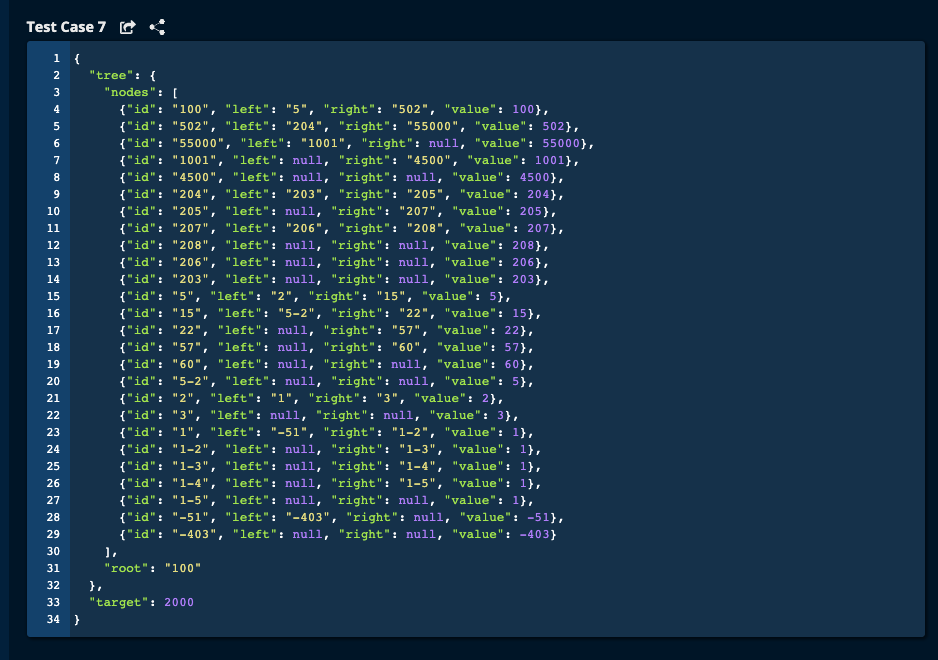 Test Case 7
1 {
2   "tree": {
3     "nodes": [
4       {"id": "100", "left": "5", "right": "502", "value": 100},
5       {"id": "502", "left": "204", "right": "55000", "value": 502},
6       {"id": "55000", "left": "1001", "right": null, "value": 55000},
7       {"id": "1001", "left": null, "right": "4500", "value": 1001},
8       {"id": "4500", "left": null, "right": null, "value": 4500},
9       {"id": "204", "left": "203", "right": "205", "value": 204},
10       {"id": "205", "left": null, "right": "207", "value": 205},
11       {"id": "207", "left": "206", "right": "208", "value": 207},
12       {"id": "208", "left": null, "right": null, "value": 208},
13       {"id": "206", "left": null, "right": null, "value": 206},
14       {"id": "203", "left": null, "right": null, "value": 203},
15       {"id": "5", "left": "2", "right": "15", "value": 5},
16       {"id": "15", "left": "5-2", "right": "22", "value": 15},
17       {"id": "22", "left": null, "right": "57", "value": 22},
18       {"id": "57", "left": null, "right": "60", "value": 57},
19       {"id": "60", "left": null, "right": null, "value": 60},
20       {"id": "5-2", "left": null, "right": null, "value": 5},
21       {"id": "2", "left": "1", "right": "3", "value": 2},
22       {"id": "3", "left": null, "right": null, "value": 3},
23       {"id": "1", "left": "-51", "right": "1-2", "value": 1},
24       {"id": "1-2", "left": null, "right": "1-3", "value": 1},
25       {"id": "1-3", "left": null, "right": "1-4", "value": 1},
26       {"id": "1-4", "left": null, "right": "1-5", "value": 1},
27       {"id": "1-5", "left": null, "right": null, "value": 1},
28       {"id": "-51", "left": "-403", "right": null, "value": -51},
29       {"id": "-403", "left": null, "right": null, "value": -403}
30     ],
31     "root": "100"
32   },
33   "target": 2000
34 }